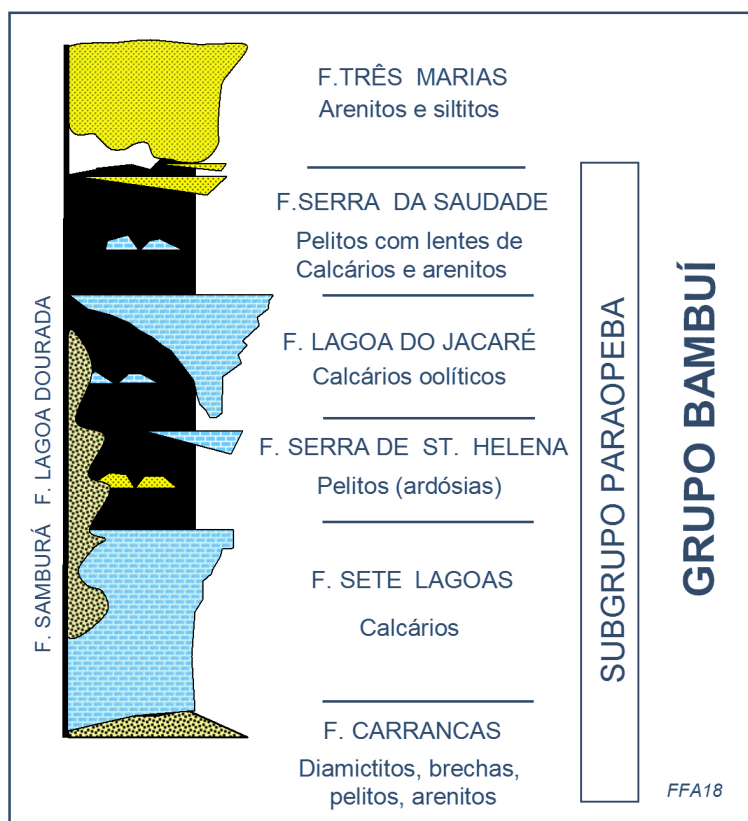 F.TRÊS MARIAS
Arenitos e siltitos
F.SERRA DA SAUDADE
Pelitos com lentes de
Calcários e arenitos
F. LAGOA DO JACARÉ
Calcários oolíticos
F. SERRA DE ST. HELENA
Pelitos (ardósias)
F. SETE LAGOAS
Calcários
F. CARRANCAS
Diamictitos, brechas,
pelitos, arenitos
F. SAMBURÁ F. LAGOA DOURADA
SUBGRUPO PARAOPEBA
GRUPO BAMBUÍ
FFA18